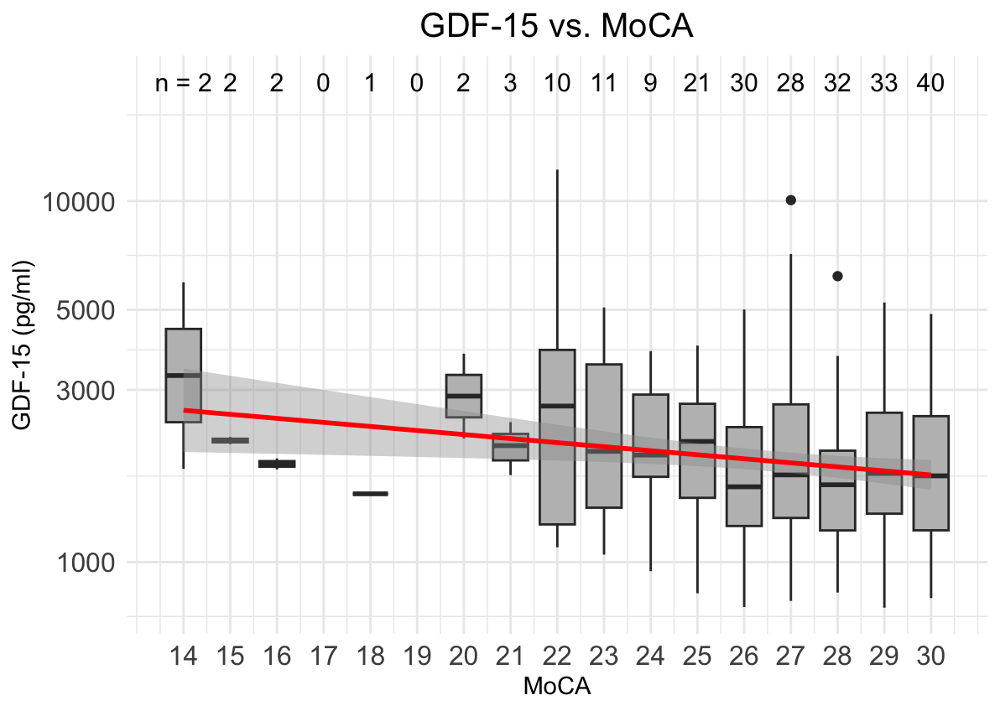 GDF-15 vs. MoCA
n = 2 2 2 0 1 0 2 3 10 11 9 21 30 28 32 33 40
GDF-15 (pg/ml)
10000
5000
3000
1000
14 15 16 17 18 19 20 21 22 23 24 25 26 27 28 29 30
MoCA